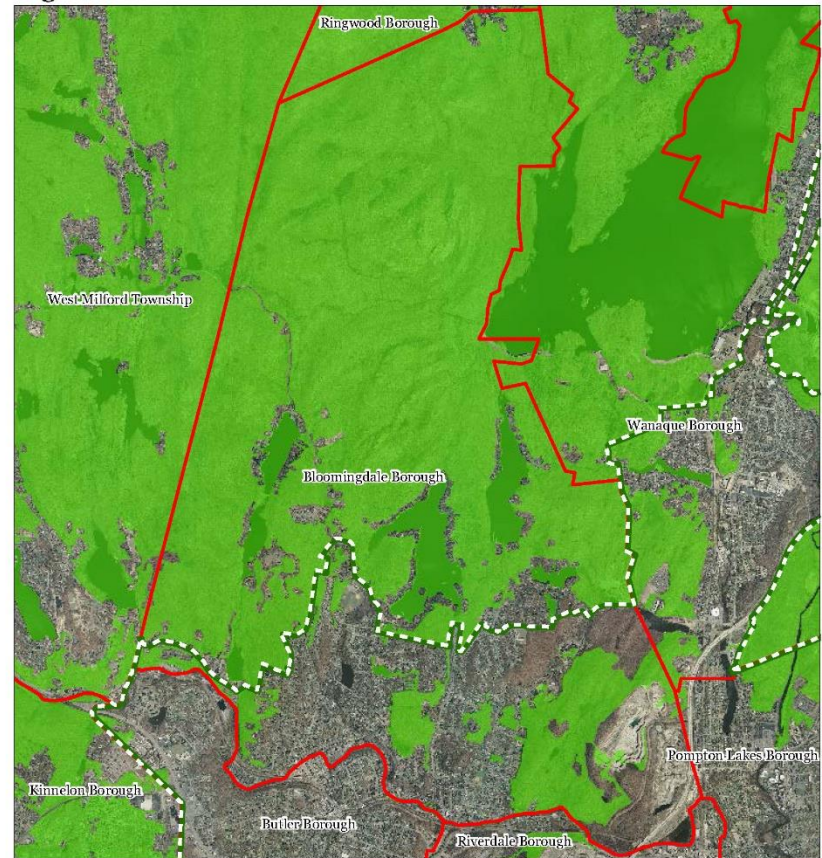 Ringwood Borough
West Milford Township
Wanaque Borough
Bloomingdale Borough
Pompton Lakes Borough
Kinnelon Borough
Butler Borough
Riverdale Borough